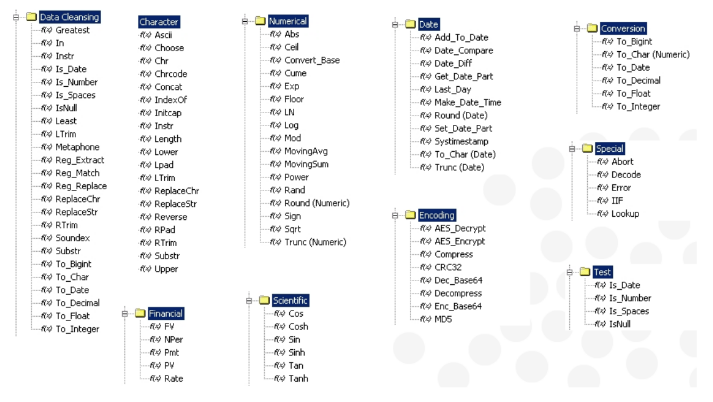 Data Cleansing
f(x) Greatest
f(x) In
f(x) Instr
f(x) Is_Date
f(x) Is_Number
f(x) Is_Spaces
f(x) IsNull
f(x) Least
f(x) LTrim
f(x) Metaphone
f(x) Reg_Extract
f(x) Reg_Match
f(x) Reg_Replace
f(x) ReplaceChr
f(x) ReplaceStr
f(x) RTrim
f(x) Soundex
f(x) Substr
f(x) To_Bigint
f(x) To_Char
f(x) To_Date
f(x) To_Decimal
f(x) To_Float
f(x) To_Integer
Character
f(x) Ascii
f(x) Choose
f(x) Chr
f(x) Chrcode
f(x) Concat
f(x) IndexOf
f(x) Initcap
f(x) Instr
f(x) Length
f(x) Lower
f(x) Lpad
f(x) LTrim
f(x) ReplaceChr
f(x) ReplaceStr
f(x) Reverse
f(x) RPad
f(x) RTrim
f(x) Substr
f(x) Upper
Financial
f(x) FV
f(x) NPer
f(x) Pmt
f(x) PV
f(x) Rate
Numerical
f(x) Abs
f(x) Ceil
f(x) Convert_Base
f(x) Cume
f(x) Exp
f(x) Floor
f(x) LN
f(x) Log
f(x) Mod
f(x) MovingAvg
f(x) MovingSum
f(x) Power
f(x) Rand
f(x) Round (Numeric)
f(x) Sign
f(x) Sqrt
f(x) Trunc (Numeric)
Scientific
f(x) Cos
f(x) Cosh
f(x) Sin
f(x) Sinh
f(x) Tan
f(x) Tanh
Date
f(x) Add_To_Date
f(x) Date_Compare
f(x) Date_Diff
f(x) Get_Date_Part
f(x) Last_Day
f(x) Make_Date_Time
f(x) Round (Date)
f(x) Set_Date_Part
f(x) Systimestamp
f(x) To_Char (Date)
f(x) Trunc (Date)
Encoding
f(x) AES_Decrypt
f(x) AES_Encrypt
f(x) Compress
f(x) CRC32
f(x) Dec_Base64
f(x) Decompress
f(x) Enc_Base64
f(x) MD5
Conversion
f(x) To_Bigint
f(x) To_Char (Numeric)
f(x) To_Date
f(x) To_Decimal
f(x) To_Float
f(x) To_Integer
Special
f(x) Abort
f(x) Decode
f(x) Error
f(x) IIF
f(x) Lookup
Test
f(x) Is_Date
f(x) Is_Number
f(x) Is_Spaces
f(x) IsNull